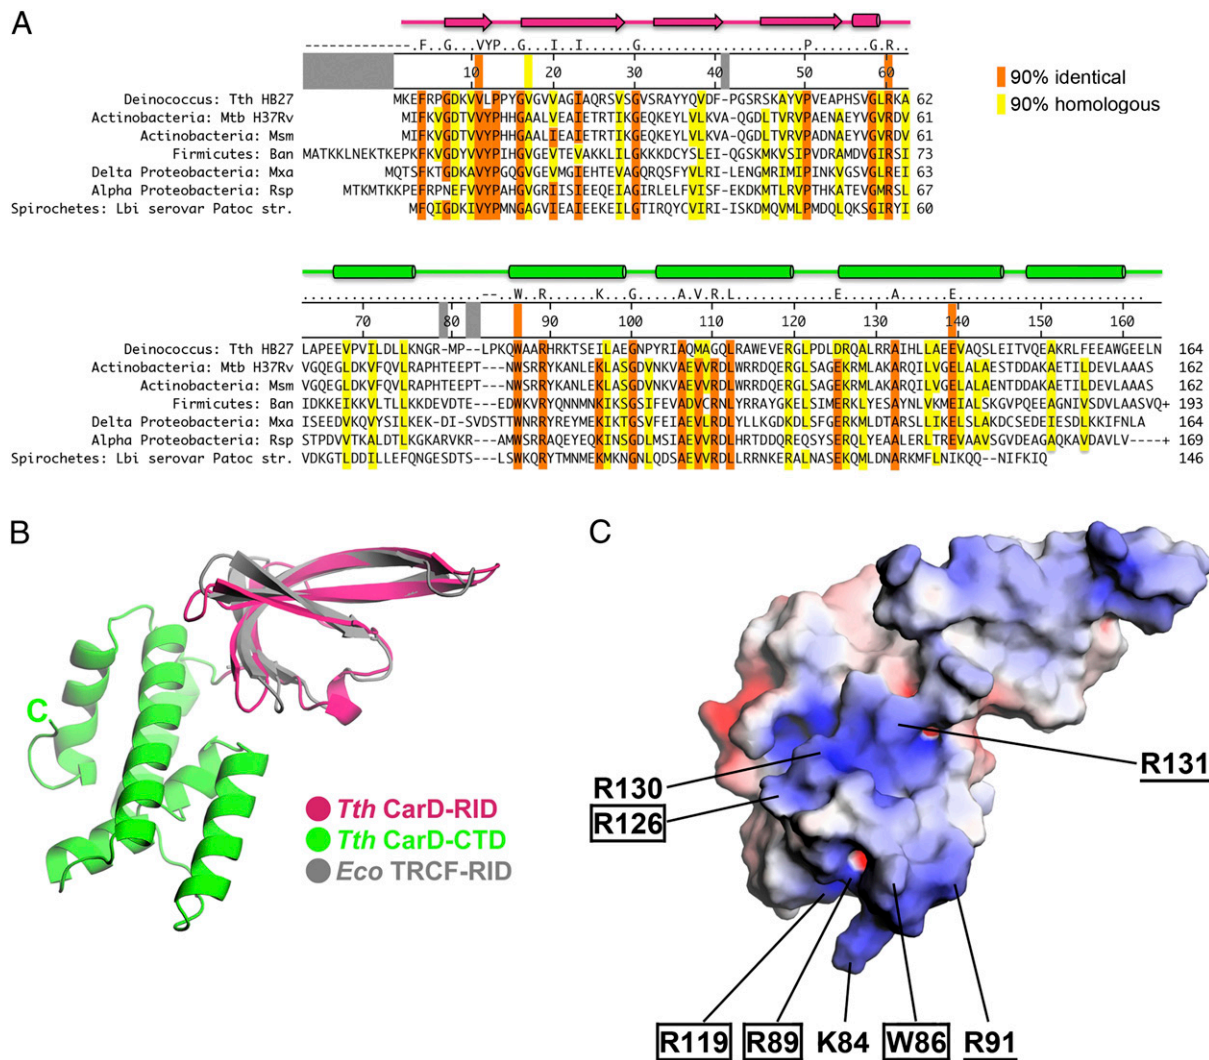 A
-------------.F..G...VYP..G...I..I......G....................P.......G.R..
10 20 30 40 50 60
Deinococcus: Tth HB27 MKEFRPGDKVVLPPYGVGVVAGIAQRSVSGVSRAYYQVDF-PGSRSKAYVPVEAPHSVGLRKA 62
Actinobacteria: Mtb H37Rv MIFKVGDTVVYPHHGAALVEAIETRTIKGEQKEYLVLKVA-QGDLTVRVPAENAEYVGVRDV 61
Actinobacteria: Msm MIFKVGDTVVYPHHGAALIEAIETRTIKGEQKEYLVLKVA-QGDLTVRVPAENAEYVGVRDV 61
Firmicutes: Ban MATKKLNEKTKEPKFKVGDYVVYPIHGVGEVTEVAKKLILGKKKDCYSLEI-QGSKMKVSIPVDRAMDVGIRSI 73
Delta Proteobacteria: Mxa MQTSFKTGDKAVYPGQGVGEVMGIEHTEVAGQRQSFYVLRI-LENGMRIMIPINKVGSVGLREI 63
Alpha Proteobacteria: Rsp MTKMTKKPEFRPNEFVVYPAHGVGRIISIEEQEIAGIRLELFVISF-EKDKMTLRVPTHKATEVGMRSL 67
Spirochetes: Lbi serovar Patoc str. MFQIGDKIVYPMNGAGVIEAIEEKEILGTIRQYCVIRI-ISKDMQVMLPMDQLQKSGIRYI 60
90% identical
90% homologous
....................--.W..R......K...G.....A.V.R.L............E......A......E.........................
70 80 90 100 110 120 130 140 150 160
Deinococcus: Tth HB27 LAPEEVPVILDLLKNGR-MP--LPKQWAARHRKTSEILAEGNPYRIAQMAGQLRAWEVERGLPDLDRQALRRAIHLLAEEVAQSLEITVQEAKRLFEEAWGEELN 164
Actinobacteria: Mtb H37Rv VGQEGLDKVFQVLRAPHTEEPT---NWSRRYKANLEKLASGDVNKVAEVVRDLWRRDQERGLSAGEKRMLAKARQILVGELALAESTDDAKAETILDEVLAAAS 162
Actinobacteria: Msm VGQEGLDKVFQVLRAPHTEEPT---NWSRRYKANLEKLASGDVNKVAEVVRDLWRRDQERGLSAGEKRMLAKARQILVGELALAENTDDAKAETILDEVLAAAS 162
Firmicutes: Ban IDKKEIKKVLTLLKKDEVDTE---EDWKVRYQNNMNKIKSGSIFEVADVCRNLYRRAYGKELSIMERKLYESAYNLVKMEIALSKGVPQEEAGNIVSDVLAASVQ+ 193
Delta Proteobacteria: Mxa ISEEDVKQVYSILKEK-DI-SVDSTTWNRRYREYMEKIKTGSVFEIAEVLRDLYLLKGDKDLSFGERKMLDTARSLLIKELSLAKDCSEDEIESDLKKIFNLA 164
Alpha Proteobacteria: Rsp STPDVVTKALDTLKGKARVKR---AMWSRRAQEYEQKINSGDLMSIAEVVRDLHRTDDQREQSYSERQLYEAALERLTREVAAVSGVDEAGAQKAVDAVLV----+ 169
Spirochetes: Lbi serovar Patoc str. VDKGTLDDILLEFQNGESDTS---LSWKQRYTMNMEKMKNGNLQDSAEVVRDLLRRNKERALNASEKQMLDNARKMFLNIKQQ--NIFKIQ 146
B
C
C
Tth CarD-RID
Tth CarD-CTD
Eco TRCF-RID
R130
R126
R131
R119
R89
K84
W86
R91